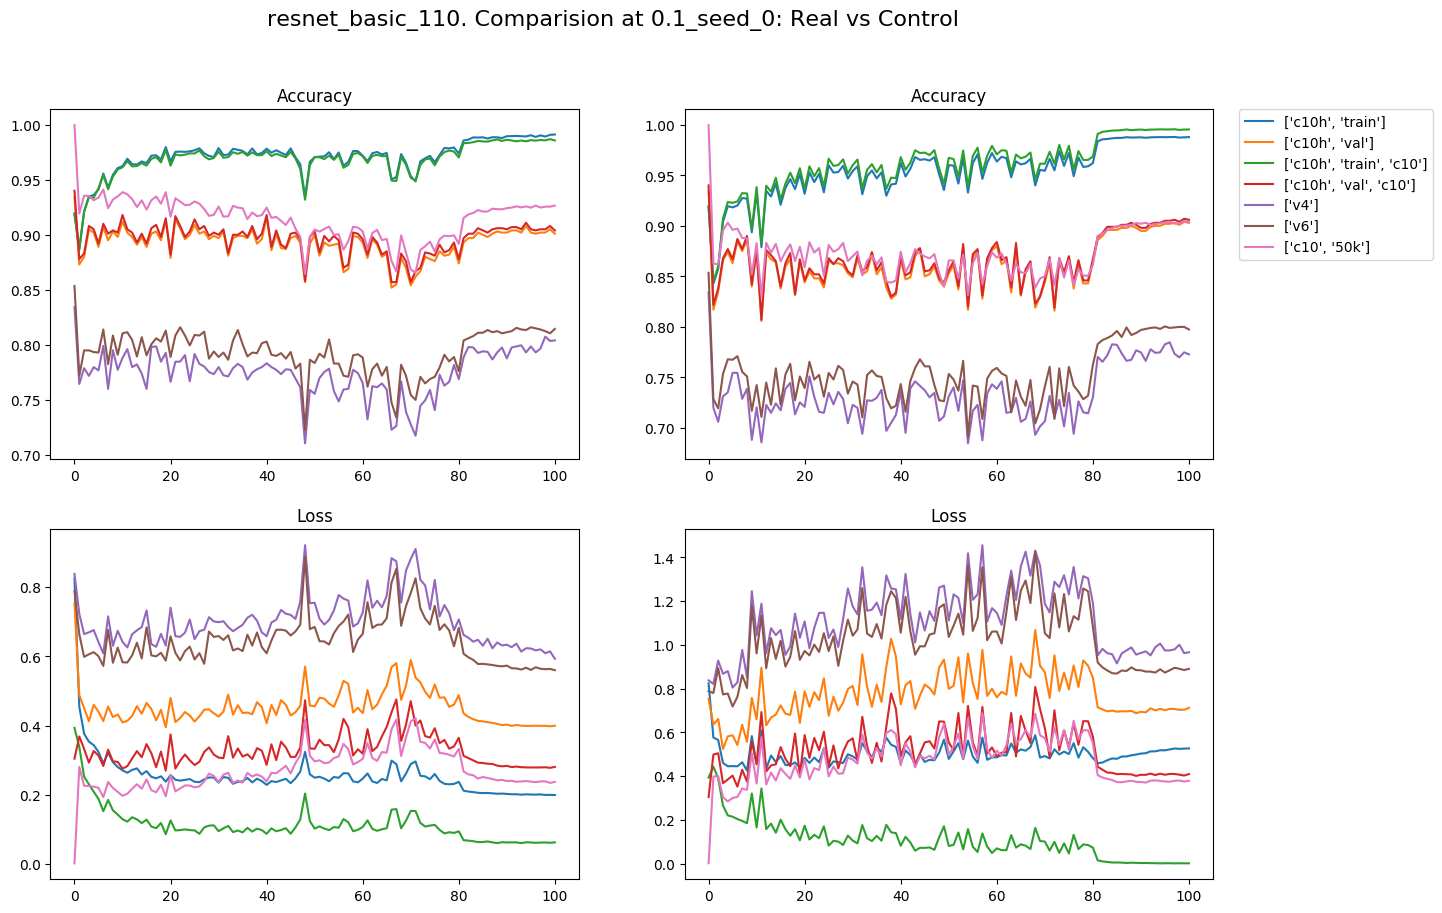 resnet_basic_110. Comparision at 0.1_seed_0: Real vs Control
Accuracy
1.00
0.95
0.90
0.85
0.80
0.75
0.70
0 20 40 60 80 100
Accuracy
1.00
0.95
0.90
0.85
0.80
0.75
0.70
0 20 40 60 80 100
['c10h', 'train']
['c10h', 'val']
['c10h', 'train', 'c10']
['c10h', 'val', 'c10']
['v4']
['v6']
['c10', '50k']
Loss
0.8
0.6
0.4
0.2
0.0
0 20 40 60 80 100
Loss
1.4
1.2
1.0
0.8
0.6
0.4
0.2
0.0
0 20 40 60 80 100